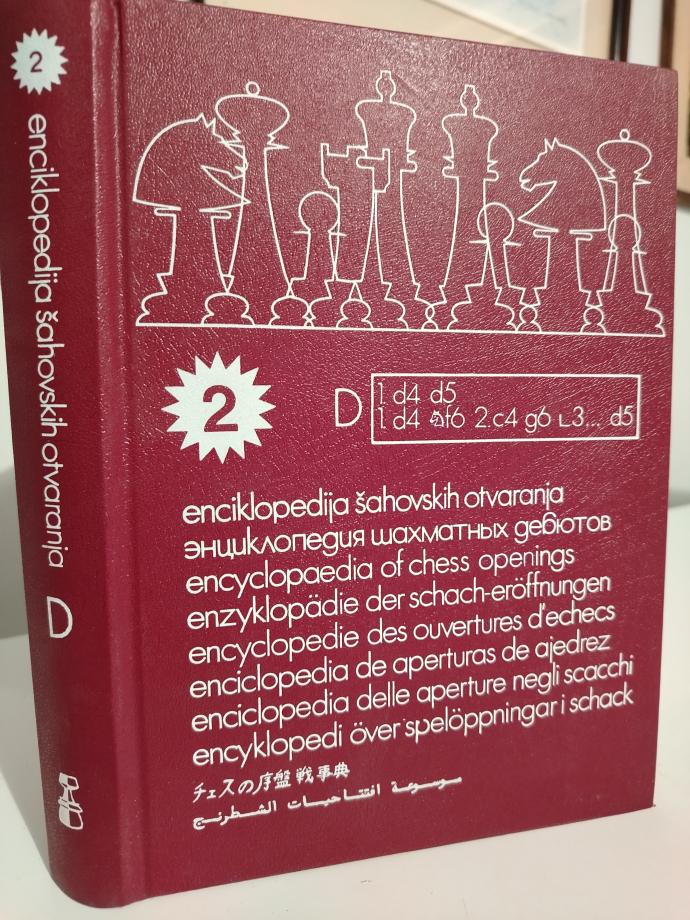 2
enciklopedija šahovskih otvaranja
D
2
D
1 d4 d5
1 d4 ♘f6 2.c4 g6 ∟3... d5
enciklopedija šahovskih otvaranja
энциклопедия шахматных дебютов
encyclopaedia of chess openings
enzyklopädie der schach-eröffnungen
encyclopedie des ouvertures d'echecs
enciclopedia de aperturas de ajedrez
enciclopedia delle aperture negli scacchi
encyklopedi över spelöppningar i schack
チェスの序盤戦事典
موسوعة افتتاحيات الشطرنج